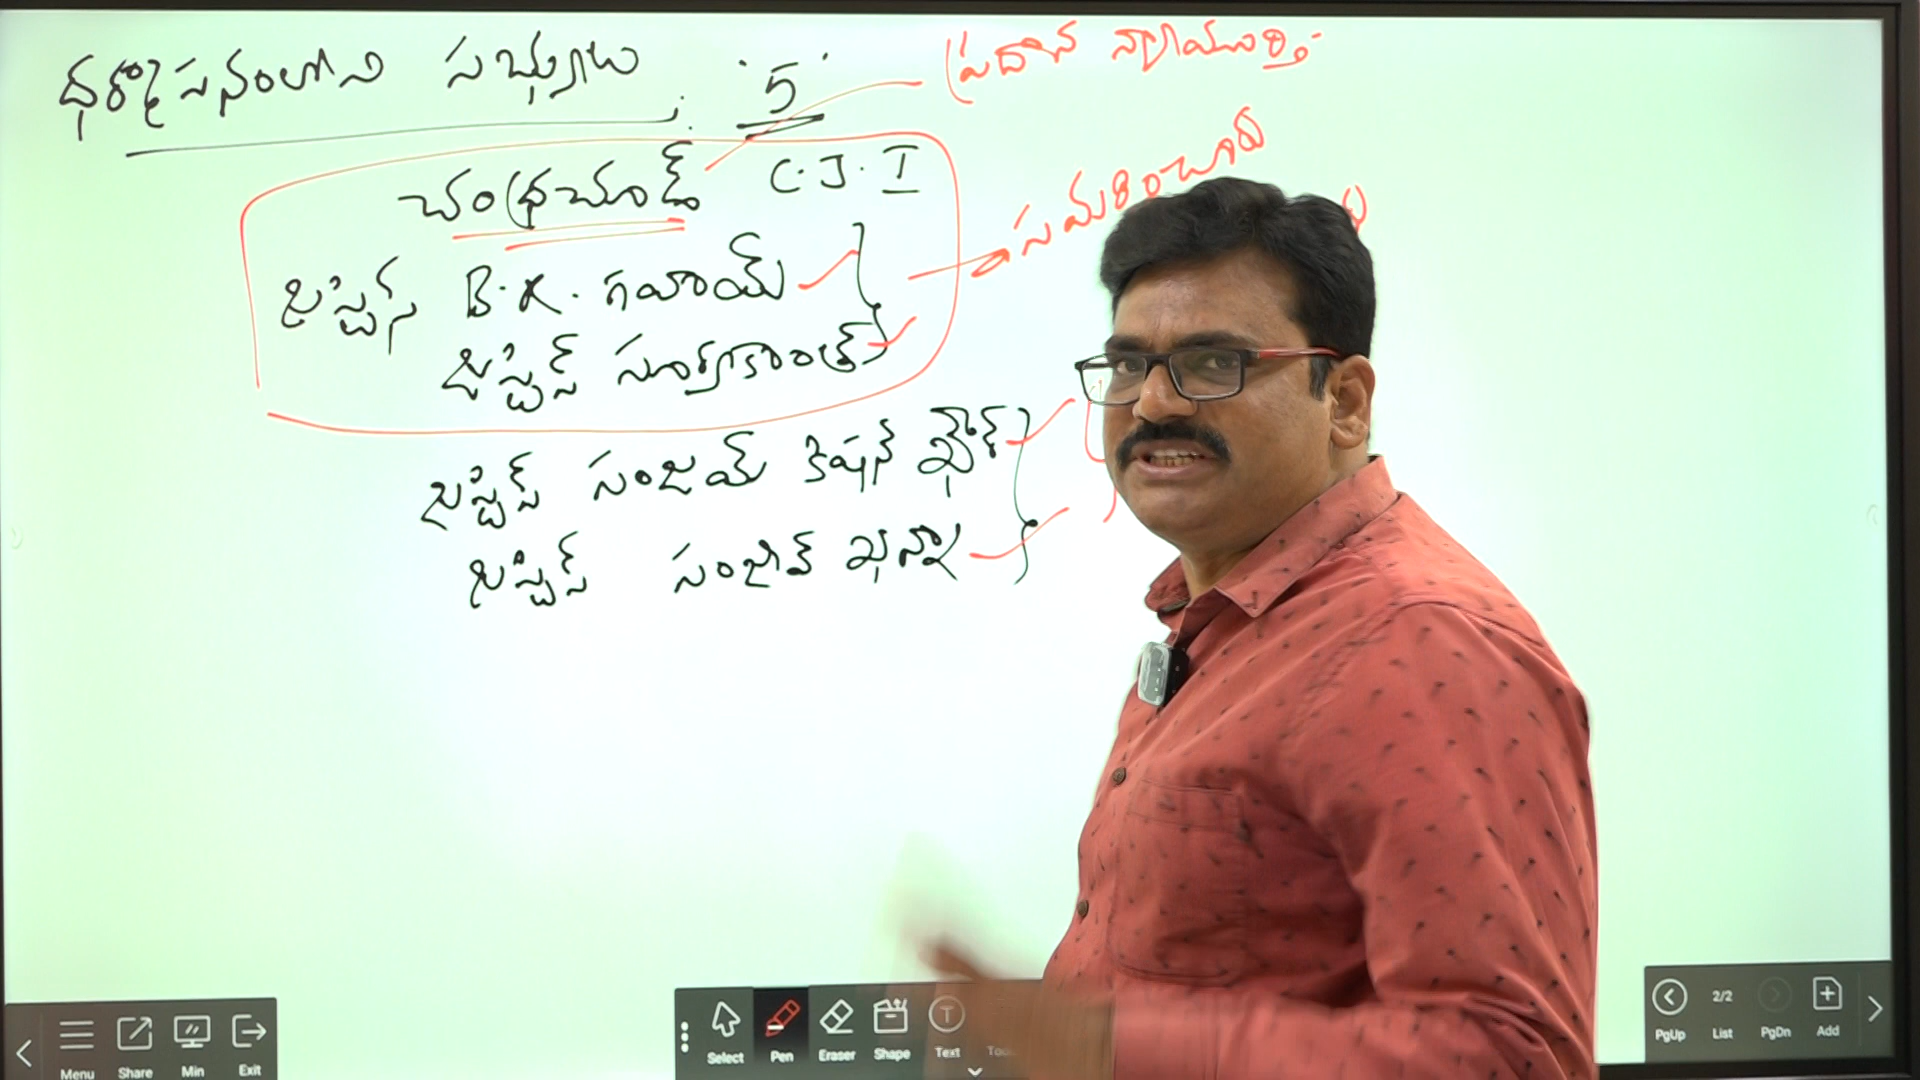 ధర్మాసనంలోని సభ్యులు : '5'
ప్రదాన న్యాయమూర్తి.
చంద్రచూడ్ C.J.I
సమర్థించారు
జస్టిస్ B.R. గవాయ్
జస్టిస్ సూర్యకాంత్
జస్టిస్ సంజయ్ కిషన్ ఖౌల్
జస్టిస్ సంజీవ్ ఖన్నా
Menu Share Min Exit
Select Pen Eraser Shape Text
PgUp 2/2 List PgDn Add